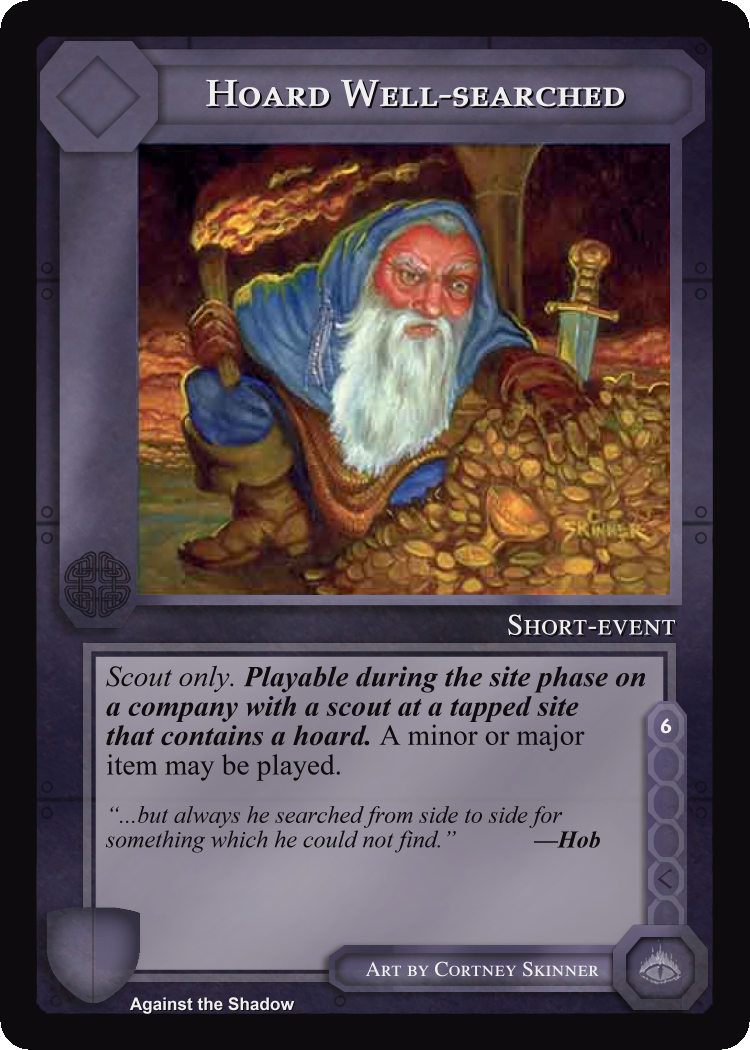 Hoard Well-searched
C F
SKINNER
Short-event
Scout only. Playable during the site phase on
a company with a scout at a tapped site
that contains a hoard. A minor or major
item may be played.
6
“...but always he searched from side to side for
something which he could not find.” —Hob
<
Art by Cortney Skinner
Against the Shadow